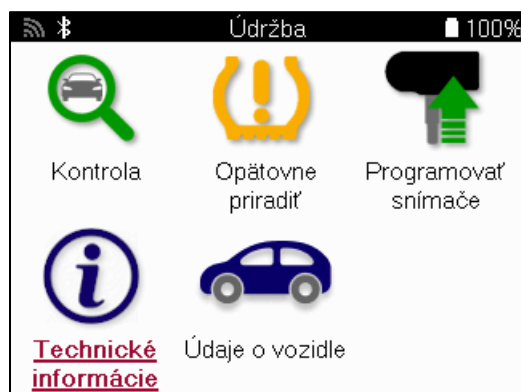 Údržba 100%
Kontrola
Opätovne
priradiť
Programovať
snímače
Technické
informácie
Údaje o vozidle